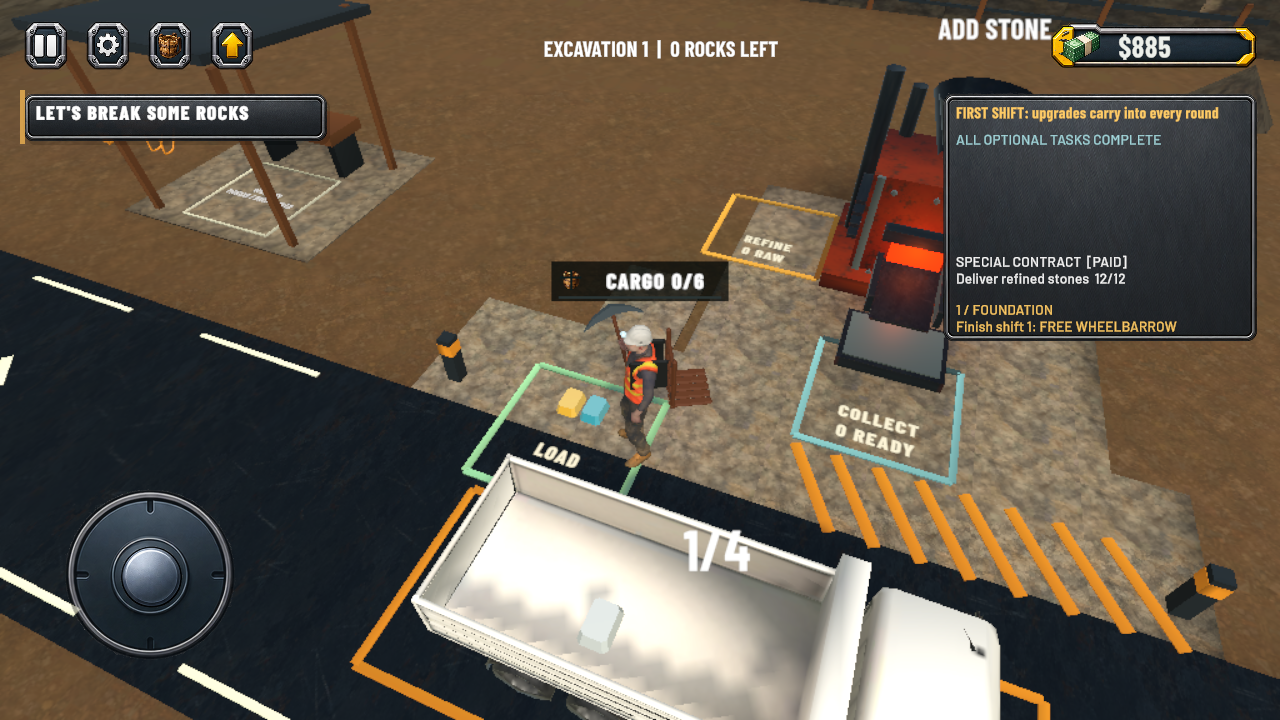 EXCAVATION 1 | 0 ROCKS LEFT
ADD STONE
$885
LET'S BREAK SOME ROCKS
FIRST SHIFT: upgrades carry into every round
ALL OPTIONAL TASKS COMPLETE
SPECIAL CONTRACT [PAID]
Deliver refined stones 12/12
1 / FOUNDATION
Finish shift 1: FREE WHEELBARROW
REFINE
0 RAW
CARGO 0/6
COLLECT
0 READY
LOAD
1/4